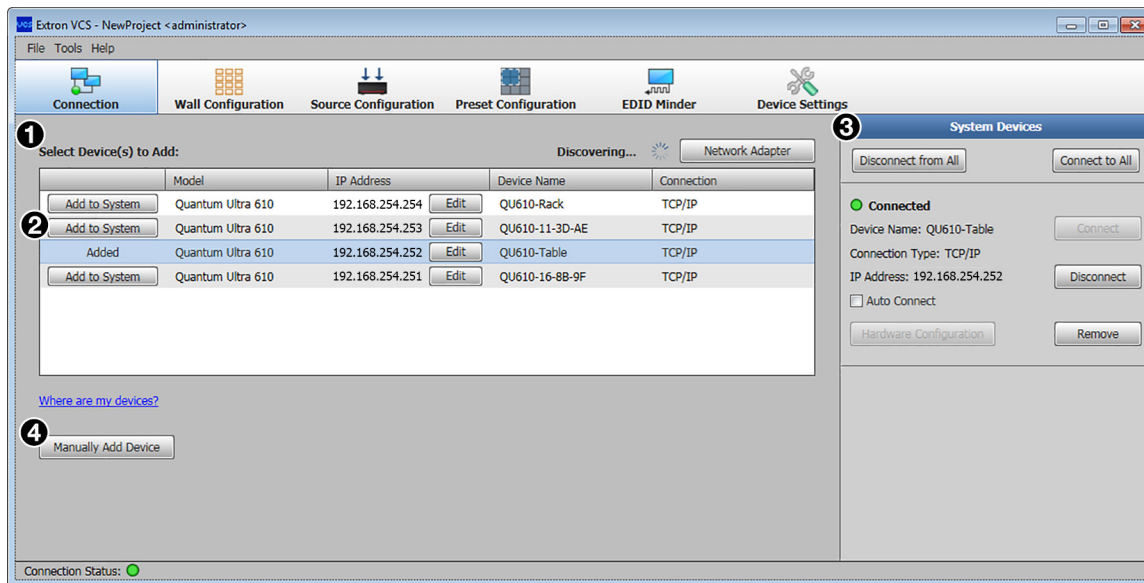 VCS Extron VCS - NewProject <administrator>
File Tools Help
Connection Wall Configuration Source Configuration Preset Configuration EDID Minder Device Settings
1
Select Device(s) to Add: Discovering... Network Adapter
Model IP Address Device Name Connection
Add to System Quantum Ultra 610 192.168.254.254 Edit QU610-Rack TCP/IP
2
Add to System Quantum Ultra 610 192.168.254.253 Edit QU610-11-3D-AE TCP/IP
Added Quantum Ultra 610 192.168.254.252 Edit QU610-Table TCP/IP
Add to System Quantum Ultra 610 192.168.254.251 Edit QU610-16-8B-9F TCP/IP
Where are my devices?
4
Manually Add Device
3
System Devices
Disconnect from All Connect to All
Connected
Device Name: QU610-Table Connect
Connection Type: TCP/IP
IP Address: 192.168.254.252 Disconnect
Auto Connect
Hardware Configuration Remove
Connection Status: